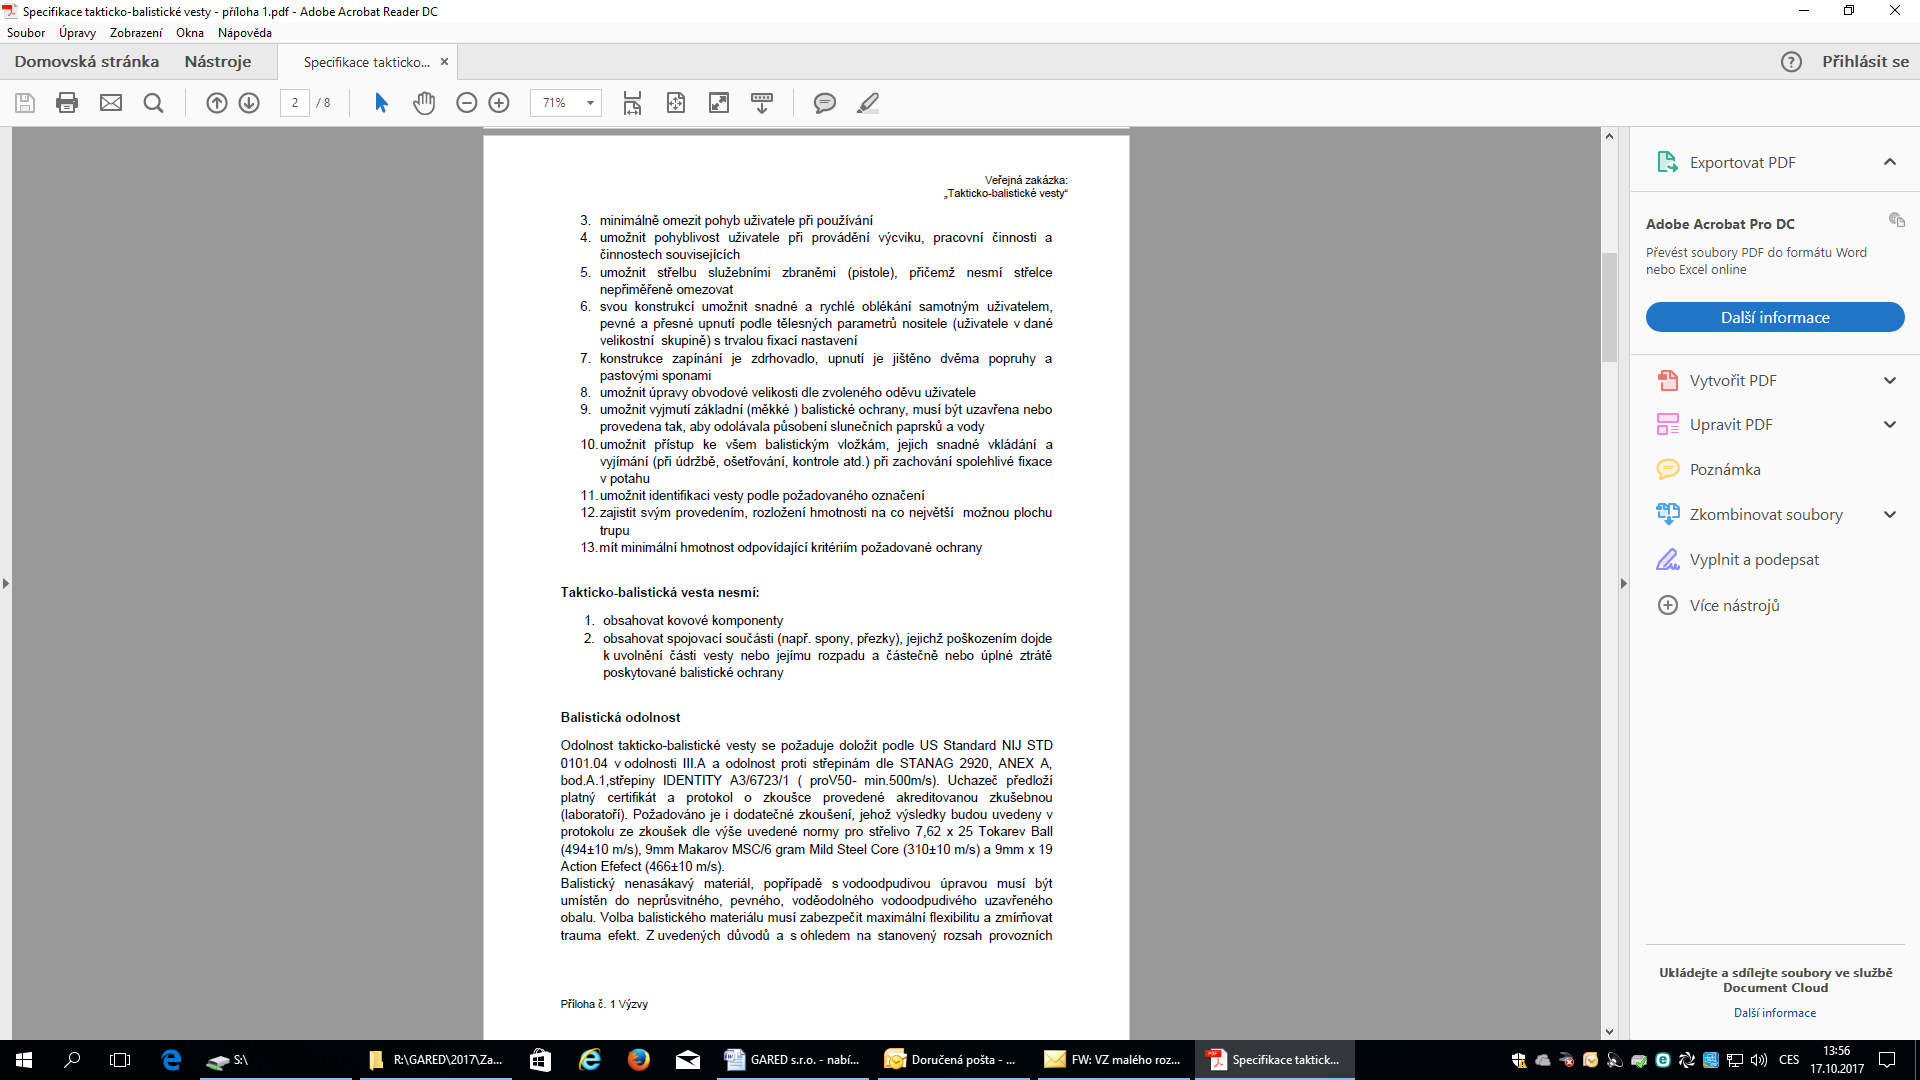 Specifikace takticko-balistické vesty - příloha 1.pdf - Adobe Acrobat Reader DC
Soubor Úpravy Zobrazení Okna Nápověda
Domovská stránka Nástroje Specifikace takticko... × Přihlásit se
2 / 8 71%
Veřejná zakázka:
„Takticko-balistické vesty“
3. minimálně omezit pohyb uživatele při používání
4. umožnit pohyblivost uživatele při provádění výcviku, pracovní činnosti a
činnostech souvisejících
5. umožnit střelbu služebními zbraněmi (pistole), přičemž nesmí střelce
nepřiměřeně omezovat
6. svou konstrukcí umožnit snadné a rychlé oblékání samotným uživatelem,
pevné a přesné upnutí podle tělesných parametrů nositele (uživatele v dané
velikostní skupině) s trvalou fixací nastavení
7. konstrukce zapínání je zdrhovadlo, upnutí je jištěno dvěma popruhy a
pastovými sponami
8. umožnit úpravy obvodové velikosti dle zvoleného oděvu uživatele
9. umožnit vyjmutí základní (měkké ) balistické ochrany, musí být uzavřena nebo
provedena tak, aby odolávala působení slunečních paprsků a vody
10. umožnit přístup ke všem balistickým vložkám, jejich snadné vkládání a
vyjímání (při údržbě, ošetřování, kontrole atd.) při zachování spolehlivé fixace
v potahu
11. umožnit identifikaci vesty podle požadovaného označení
12. zajistit svým provedením, rozložení hmotnosti na co největší možnou plochu
trupu
13. mít minimální hmotnost odpovídající kritériím požadované ochrany
Takticko-balistická vesta nesmí:
1. obsahovat kovové komponenty
2. obsahovat spojovací součásti (např. spony, přezky), jejichž poškozením dojde
k uvolnění části vesty nebo jejímu rozpadu a částečně nebo úplné ztrátě
poskytované balistické ochrany
Balistická odolnost
Odolnost takticko-balistické vesty se požaduje doložit podle US Standard NIJ STD
0101.04 v odolnosti III.A a odolnost proti střepinám dle STANAG 2920, ANEX A,
bod.A.1,střepiny IDENTITY A3/6723/1 ( proV50- min.500m/s). Uchazeč předloží
platný certifikát a protokol o zkoušce provedené akreditovanou zkušebnou
(laboratoří). Požadováno je i dodatečné zkoušení, jehož výsledky budou uvedeny v
protokolu ze zkoušek dle výše uvedené normy pro střelivo 7,62 x 25 Tokarev Ball
(494±10 m/s), 9mm Makarov MSC/6 gram Mild Steel Core (310±10 m/s) a 9mm x 19
Action Efefect (466±10 m/s).
Balistický nenasákavý materiál, popřípadě s vodoodpudivou úpravou musí být
umístěn do neprůsvitného, pevného, voděodolného vodoodpudivého uzavřeného
obalu. Volba balistického materiálu musí zabezpečit maximální flexibilitu a zmírňovat
trauma efekt. Z uvedených důvodů a s ohledem na stanovený rozsah provozních
Příloha č. 1 Výzvy
Exportovat PDF
Adobe Acrobat Pro DC
Převést soubory PDF do formátu Word
nebo Excel online
Další informace
Vytvořit PDF
Upravit PDF
Poznámka
Zkombinovat soubory
Vyplnit a podepsat
Více nástrojů
Ukládejte a sdílejte soubory ve službě
Document Cloud
Další informace
S:\ R:\GARED\2017\Za... GARED s.r.o. - nabí... Doručená pošta - ... FW: VZ malého roz... Specifikace taktick... CES 13:56
17.10.2017